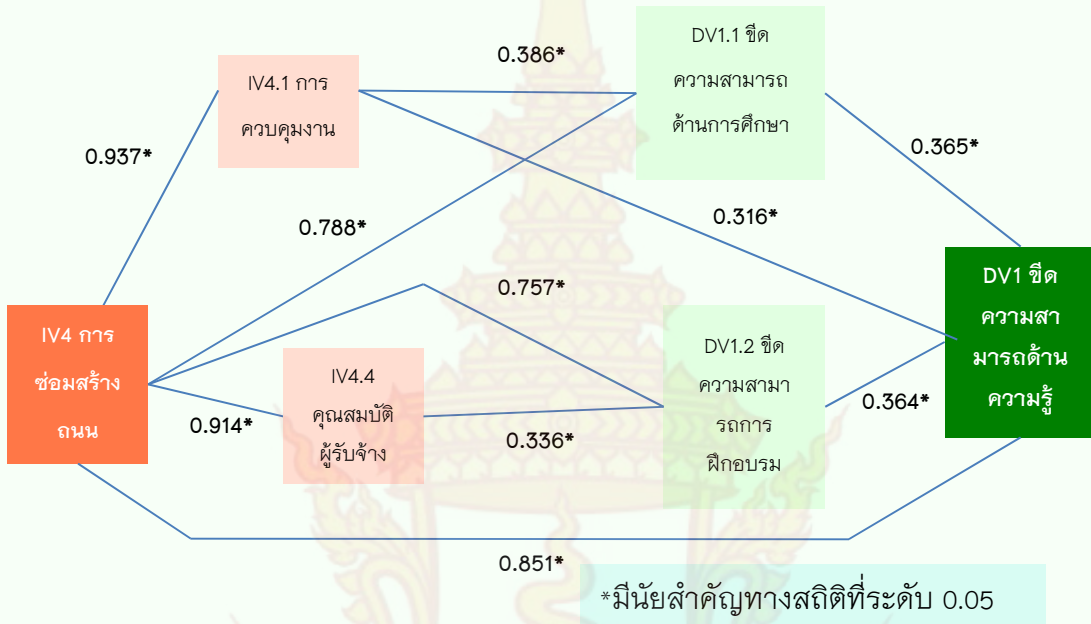 0.386*
DV1.1 ขีด
ความสามารถ
ด้านการศึกษา
IV4.1 การ
ควบคุมงาน
0.937*
0.365*
0.788*
0.316*
0.757*
DV1 ขีด
ความสา
มารถด้าน
ความรู้
IV4 การ
ซ่อมสร้าง
ถนน
IV4.4
คุณสมบัติ
ผู้รับจ้าง
DV1.2 ขีด
ความสามา
รถการ
ฝึกอบรม
0.914*
0.336*
0.364*
0.851*
*มีนัยสำคัญทางสถิติที่ระดับ 0.05